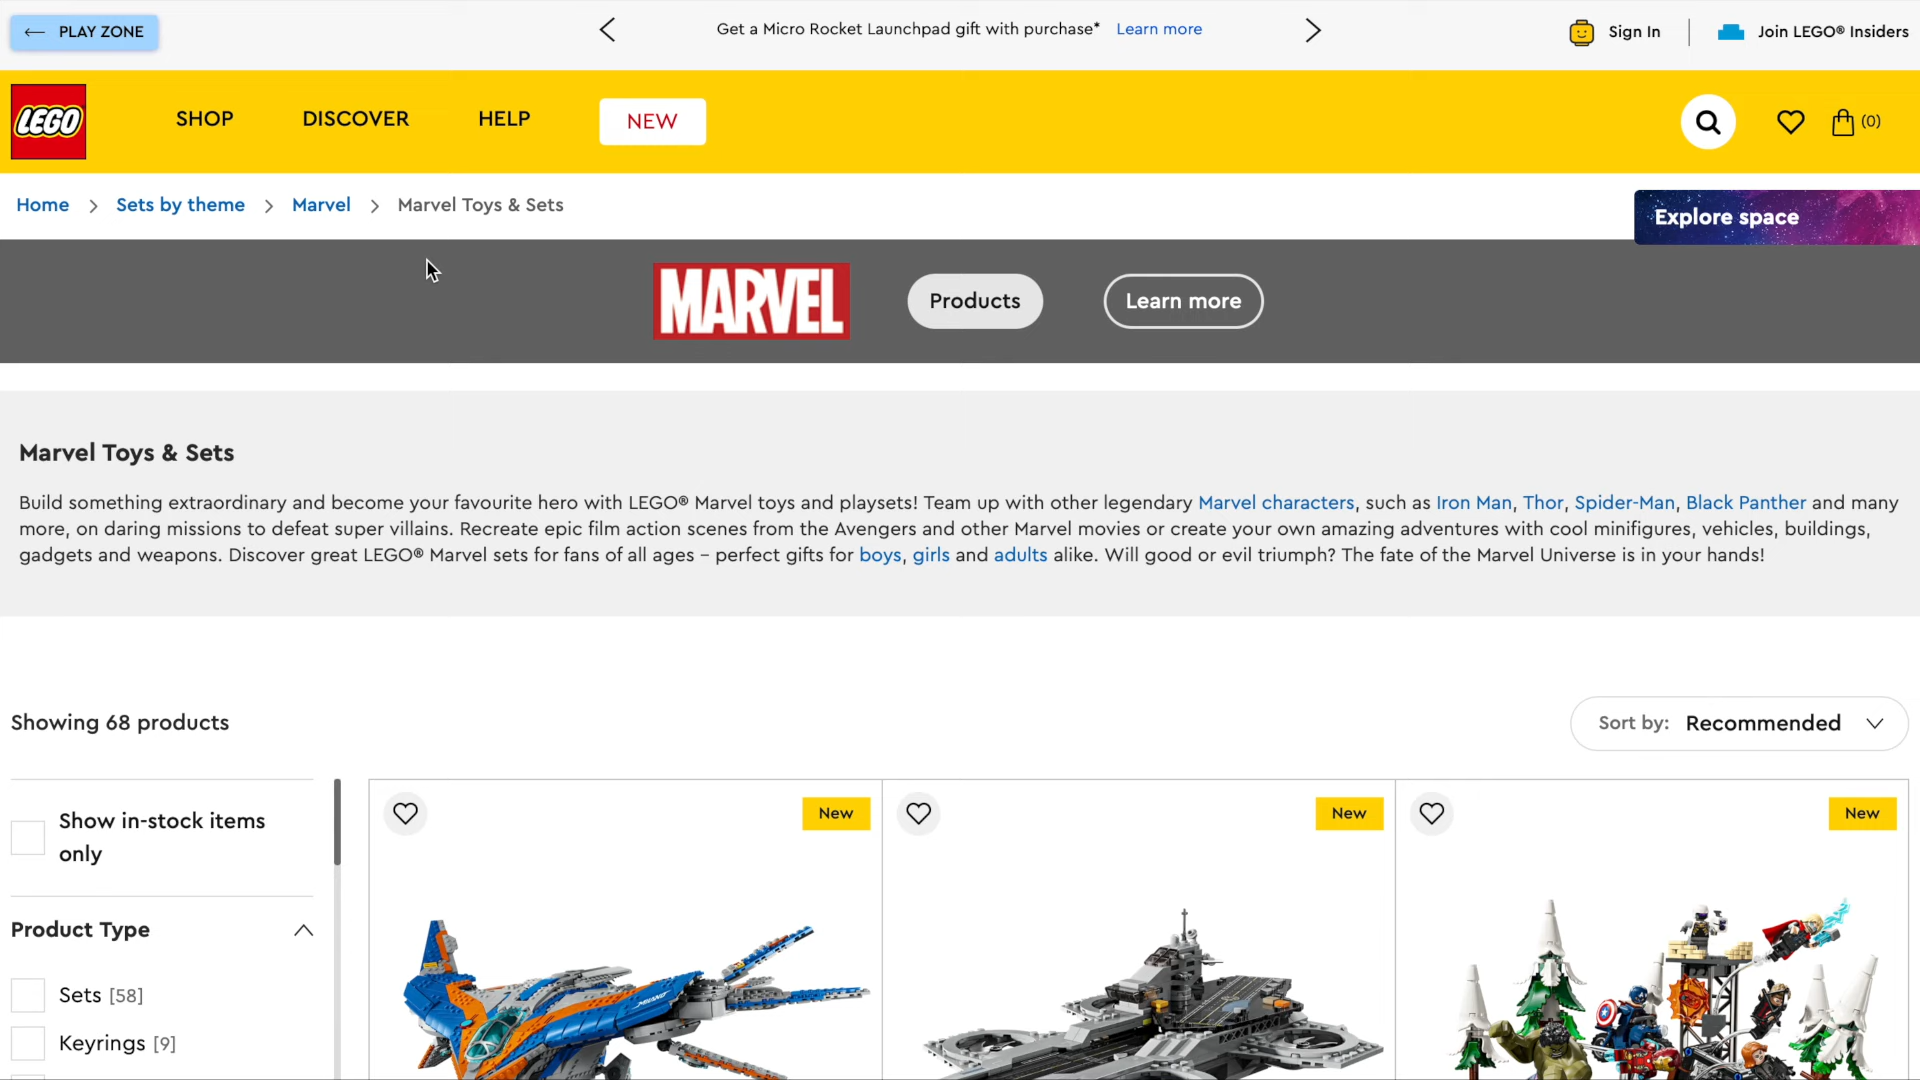 PLAY ZONE
Get a Micro Rocket Launchpad gift with purchase* Learn more
Sign In
Join LEGO® Insiders
LEGO
SHOP
DISCOVER
HELP
NEW
(0)
Home
Sets by theme
Marvel
Marvel Toys & Sets
Explore space
MARVEL
Products
Learn more
Marvel Toys & Sets
Build something extraordinary and become your favourite hero with LEGO® Marvel toys and playsets! Team up with other legendary Marvel characters, such as Iron Man, Thor, Spider-Man, Black Panther and many
more, on daring missions to defeat super villains. Recreate epic film action scenes from the Avengers and other Marvel movies or create your own amazing adventures with cool minifigures, vehicles, buildings,
gadgets and weapons. Discover great LEGO® Marvel sets for fans of all ages – perfect gifts for boys, girls and adults alike. Will good or evil triumph? The fate of the Marvel Universe is in your hands!
Showing 68 products
Sort by: Recommended
Show in-stock items
only
Product Type
Sets [58]
Keyrings [9]
New
New
New
MILANO